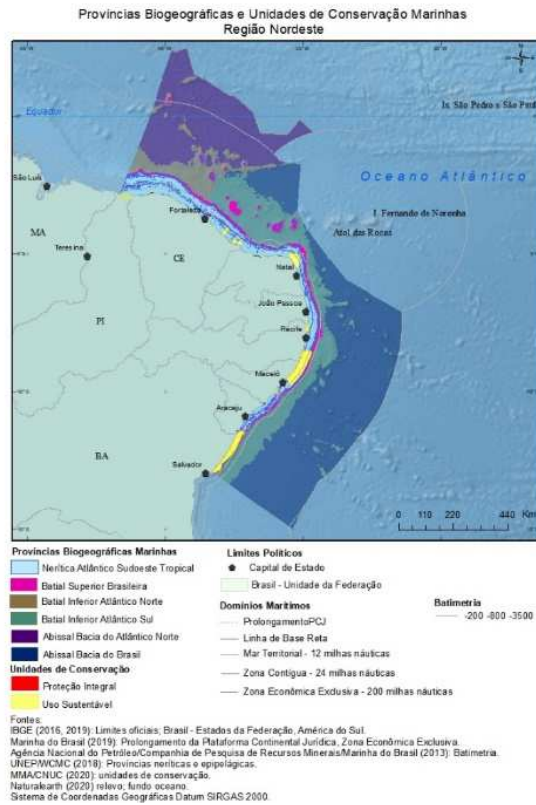 Províncias Biogeográficas e Unidades de Conservação Marinhas
Região Nordeste
Equador
Is. São Pedro e São Paulo
Oceano Atlântico
São Luís
Fortaleza
I. Fernando de Noronha
Atol das Rocas
MA
Teresina
CE
Natal
João Pessoa
PI
Recife
Maceió
Aracaju
BA
Salvador
0 110 220 440 Km
Províncias Biogeográficas Marinhas
Nerítica Atlântico Sudoeste Tropical
Batial Superior Brasileira
Batial Inferior Atlântico Norte
Batial Inferior Atlântico Sul
Abissal Bacia do Atlântico Norte
Abissal Bacia do Brasil
Unidades de Conservação
Proteção Integral
Uso Sustentável
Limites Políticos
Capital de Estado
Brasil - Unidade da Federação
Domínios Marítimos
ProlongamentoPCJ
Linha de Base Reta
Mar Territorial - 12 milhas náuticas
Zona Contígua - 24 milhas náuticas
Zona Econômica Exclusiva - 200 milhas náuticas
Batimetria
-200 -800 -3500
Fontes:
IBGE (2016, 2019): Limites oficiais; Brasil - Estados da Federação, América do Sul.
Marinha do Brasil (2019): Prolongamento da Plataforma Continental Jurídica, Zona Econômica Exclusiva.
Agência Nacional do Petróleo/Companhia de Pesquisa de Recursos Minerais/Marinha do Brasil (2013): Batimetria.
UNEP/WCMC (2018): Províncias neríticas e epipelágicas.
MMA/CNUC (2020): unidades de conservação.
Naturalearth (2020) relevo; fundo oceano.
Sistema de Coordenadas Geográficas Datum SIRGAS 2000.